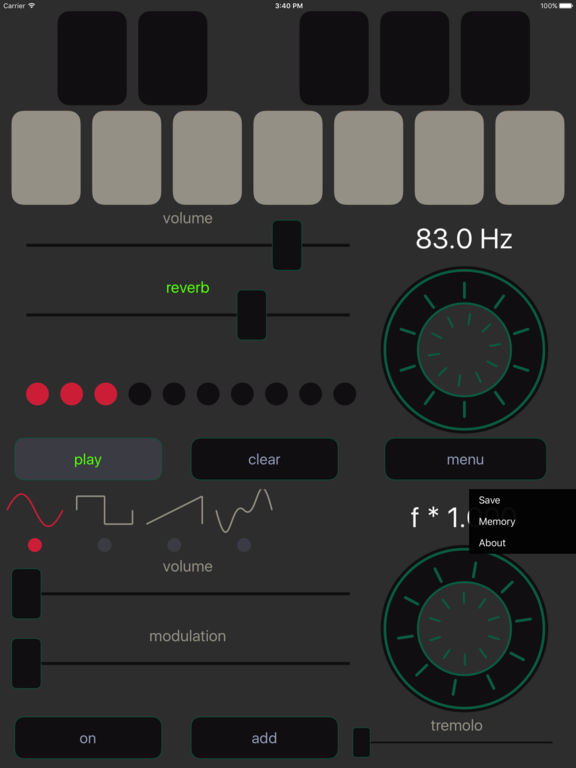 Carrier 3:40 PM 100%
volume
83.0 Hz
reverb
play clear menu
Save
f * 1.
Memory
About
volume
modulation
tremolo
on add